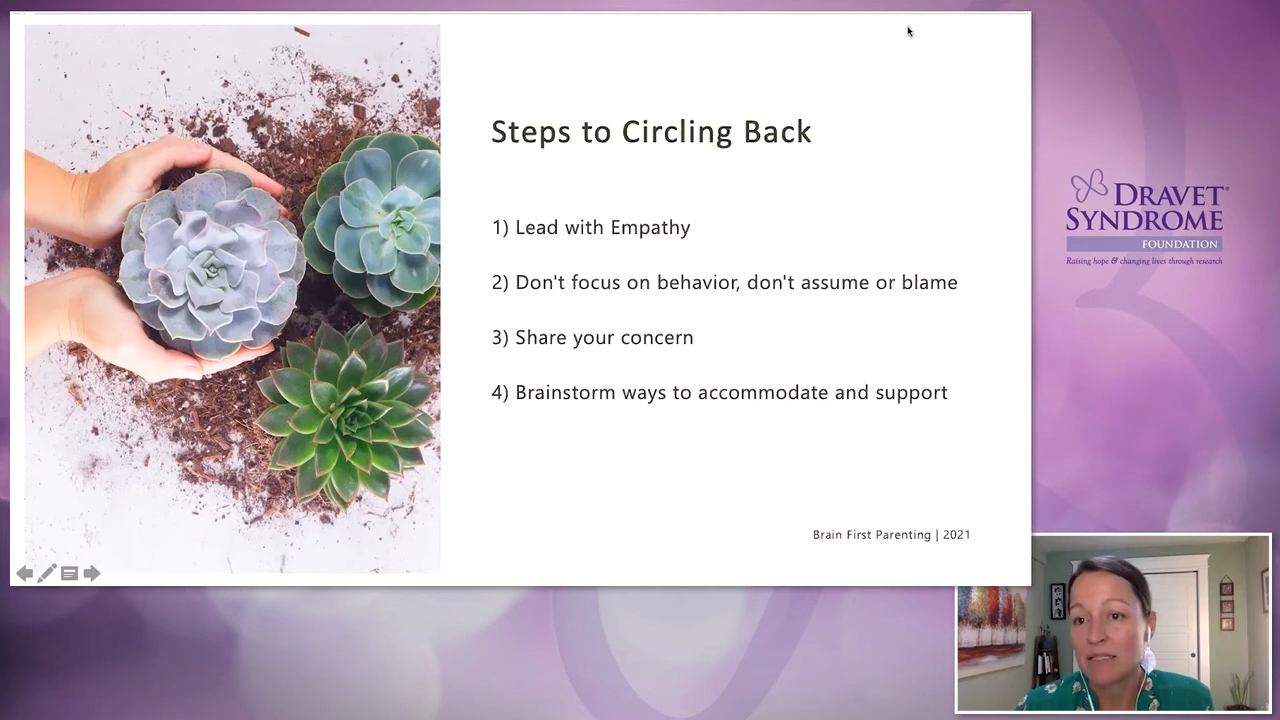 Steps to Circling Back
1) Lead with Empathy
2) Don't focus on behavior, don't assume or blame
3) Share your concern
4) Brainstorm ways to accommodate and support
Brain First Parenting | 2021
DRAVET®
SYNDROME
FOUNDATION
Raising hope & changing lives through research